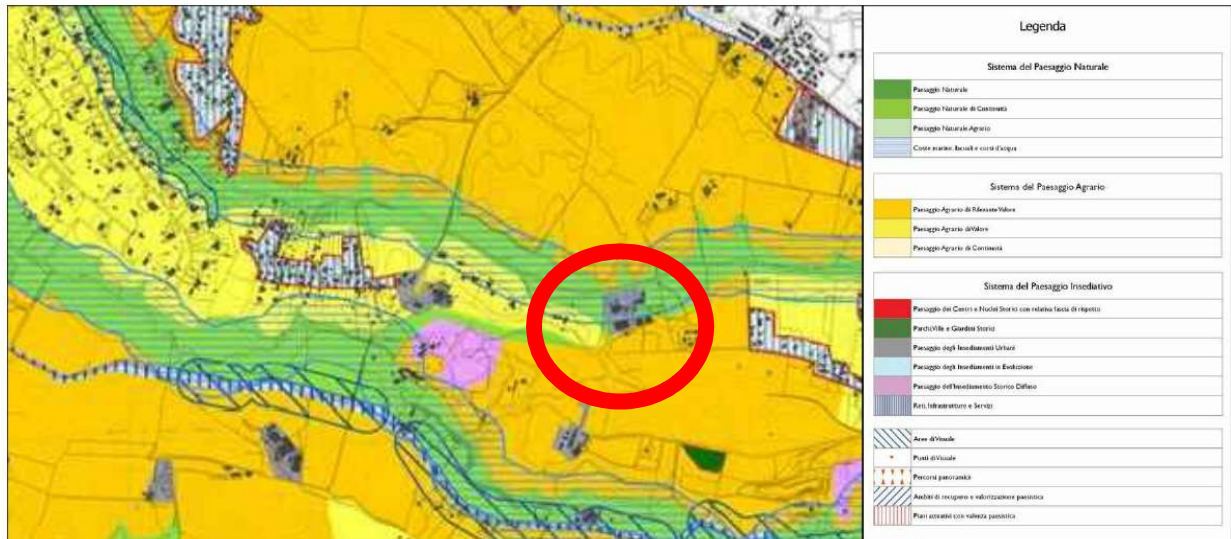 Legenda
Sistema del Paesaggio Naturale
Paesaggio Naturale
Paesaggio Naturale di Continuità
Paesaggio Naturale Agrario
Coste marine, lacuali e corsi d'acqua
Sistema del Paesaggio Agrario
Paesaggio Agrario di Rilevante Valore
Paesaggio Agrario di Valore
Paesaggio Agrario di Continuità
Sistema del Paesaggio Insediativo
Paesaggio dei Centri e Nuclei Storici con relativa fascia di rispetto
Parchi, Ville e Giardini Storici
Paesaggio degli Insediamenti Urbani
Paesaggio degli Insediamenti in Evoluzione
Paesaggio dell'Insediamento Storico Diffuso
Reti, Infrastrutture e Servizi
Aree di Visuale
Punti di Visuale
Percorsi panoramici
Ambiti di recupero e valorizzazione paesistica
Piani attuativi con valenza paesistica